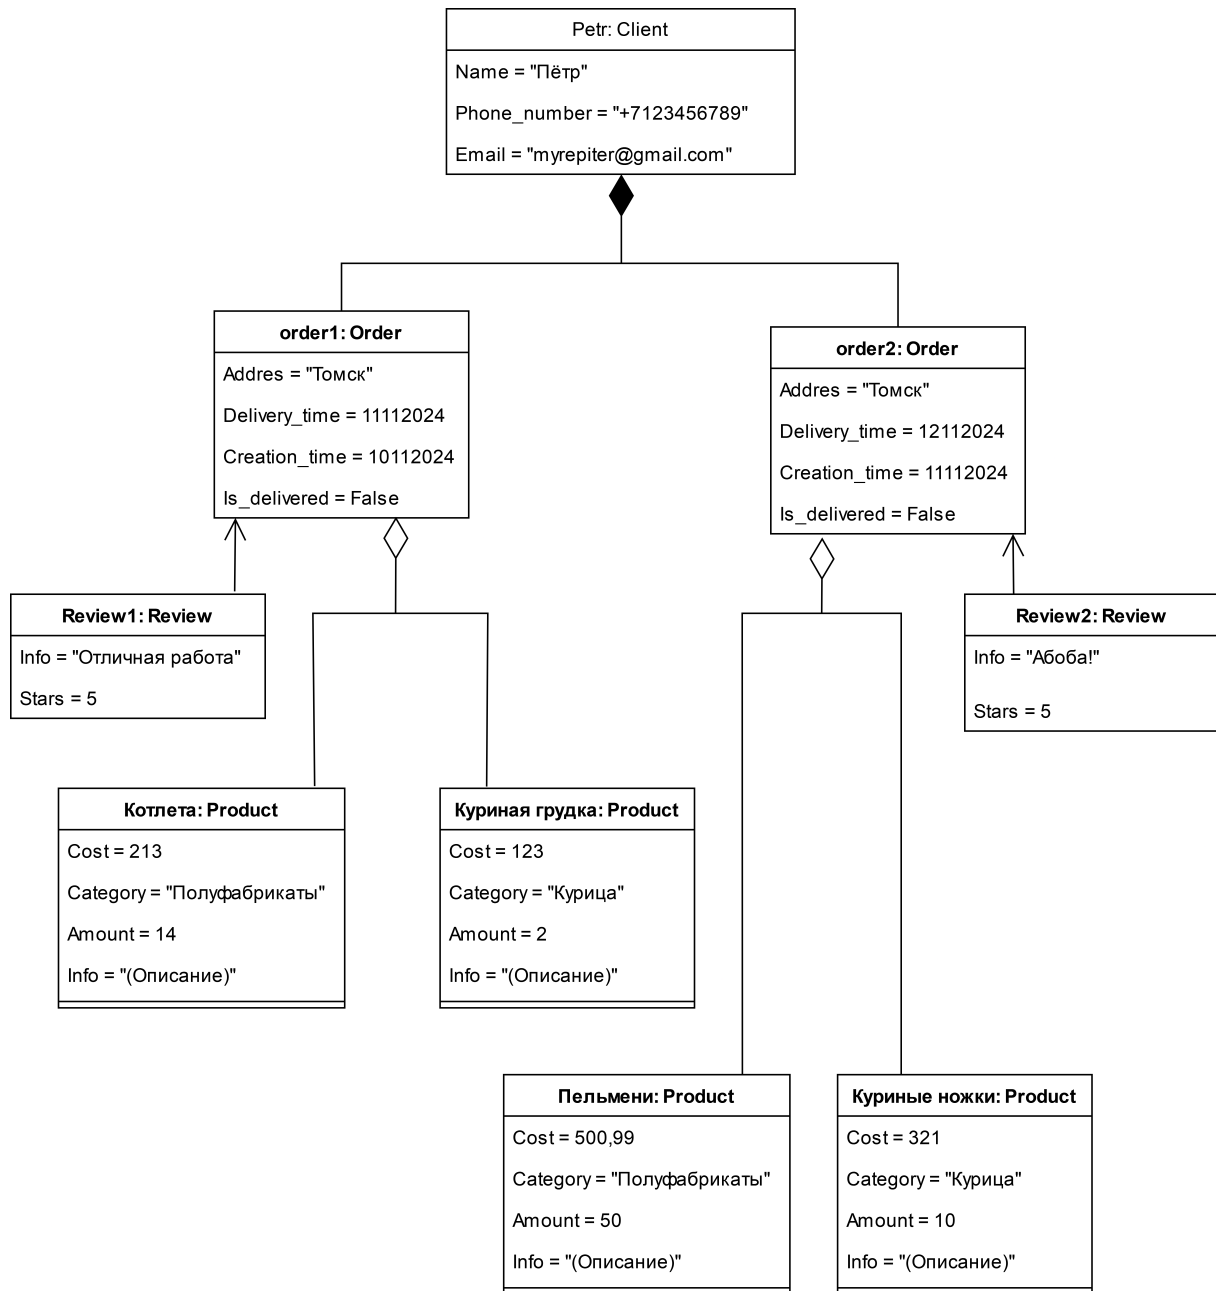 Petr: Client
Name = "Пётр"
Phone_number = "+7123456789"
Email = "myrepiter@gmail.com"
order1: Order
Addres = "Томск"
Delivery_time = 11112024
Creation_time = 10112024
Is_delivered = False
order2: Order
Addres = "Томск"
Delivery_time = 12112024
Creation_time = 11112024
Is_delivered = False
Review1: Review
Info = "Отличная работа"
Stars = 5
Review2: Review
Info = "Абоба!"
Stars = 5
Котлета: Product
Cost = 213
Category = "Полуфабрикаты"
Amount = 14
Info = "(Описание)"
Куриная грудка: Product
Cost = 123
Category = "Курица"
Amount = 2
Info = "(Описание)"
Пельмени: Product
Cost = 500,99
Category = "Полуфабрикаты"
Amount = 50
Info = "(Описание)"
Куриные ножки: Product
Cost = 321
Category = "Курица"
Amount = 10
Info = "(Описание)"